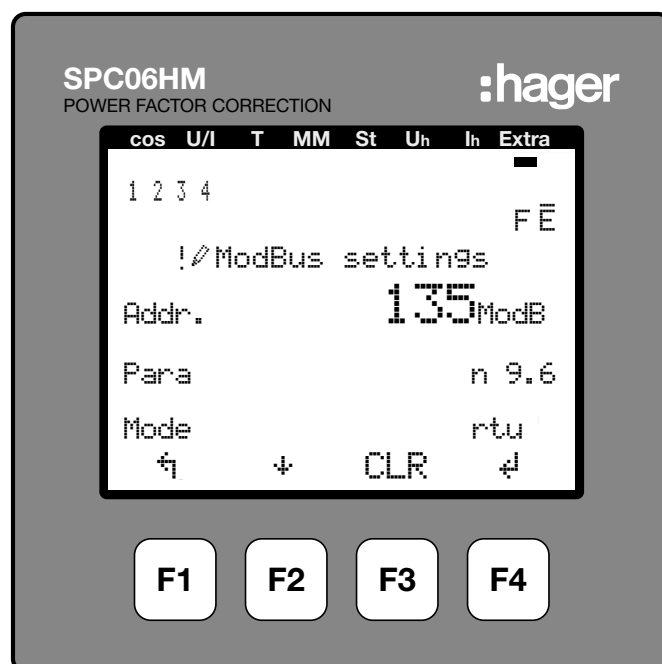 SPC06HM
:hager
POWER FACTOR CORRECTION
cos U/I T MM St Uh Ih Extra
1 2 3 4
F Ē
!ModBus settings
Addr. 135 ModB
Para n 9.6
Mode rtu
CLR
F1 F2 F3 F4